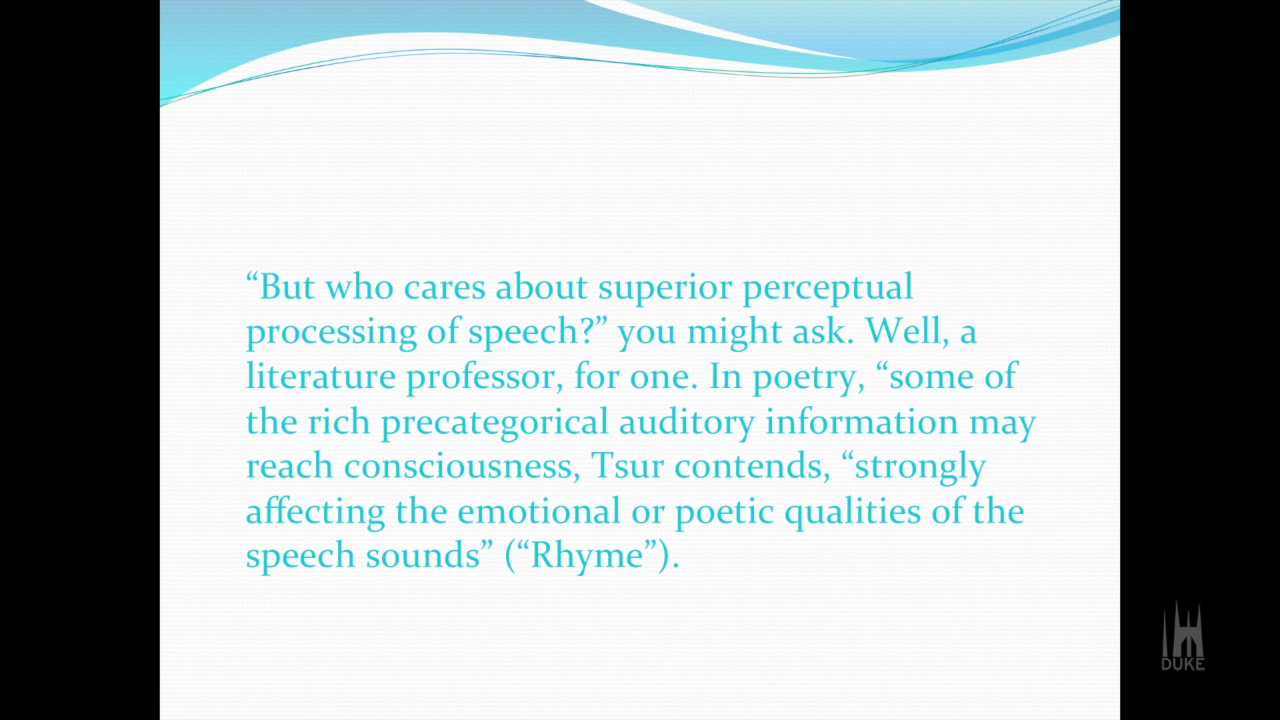 “But who cares about superior perceptual
processing of speech?” you might ask. Well, a
literature professor, for one. In poetry, “some of
the rich precategorical auditory information may
reach consciousness, Tsur contends, “strongly
affecting the emotional or poetic qualities of the
speech sounds” (“Rhyme”).
DUKE